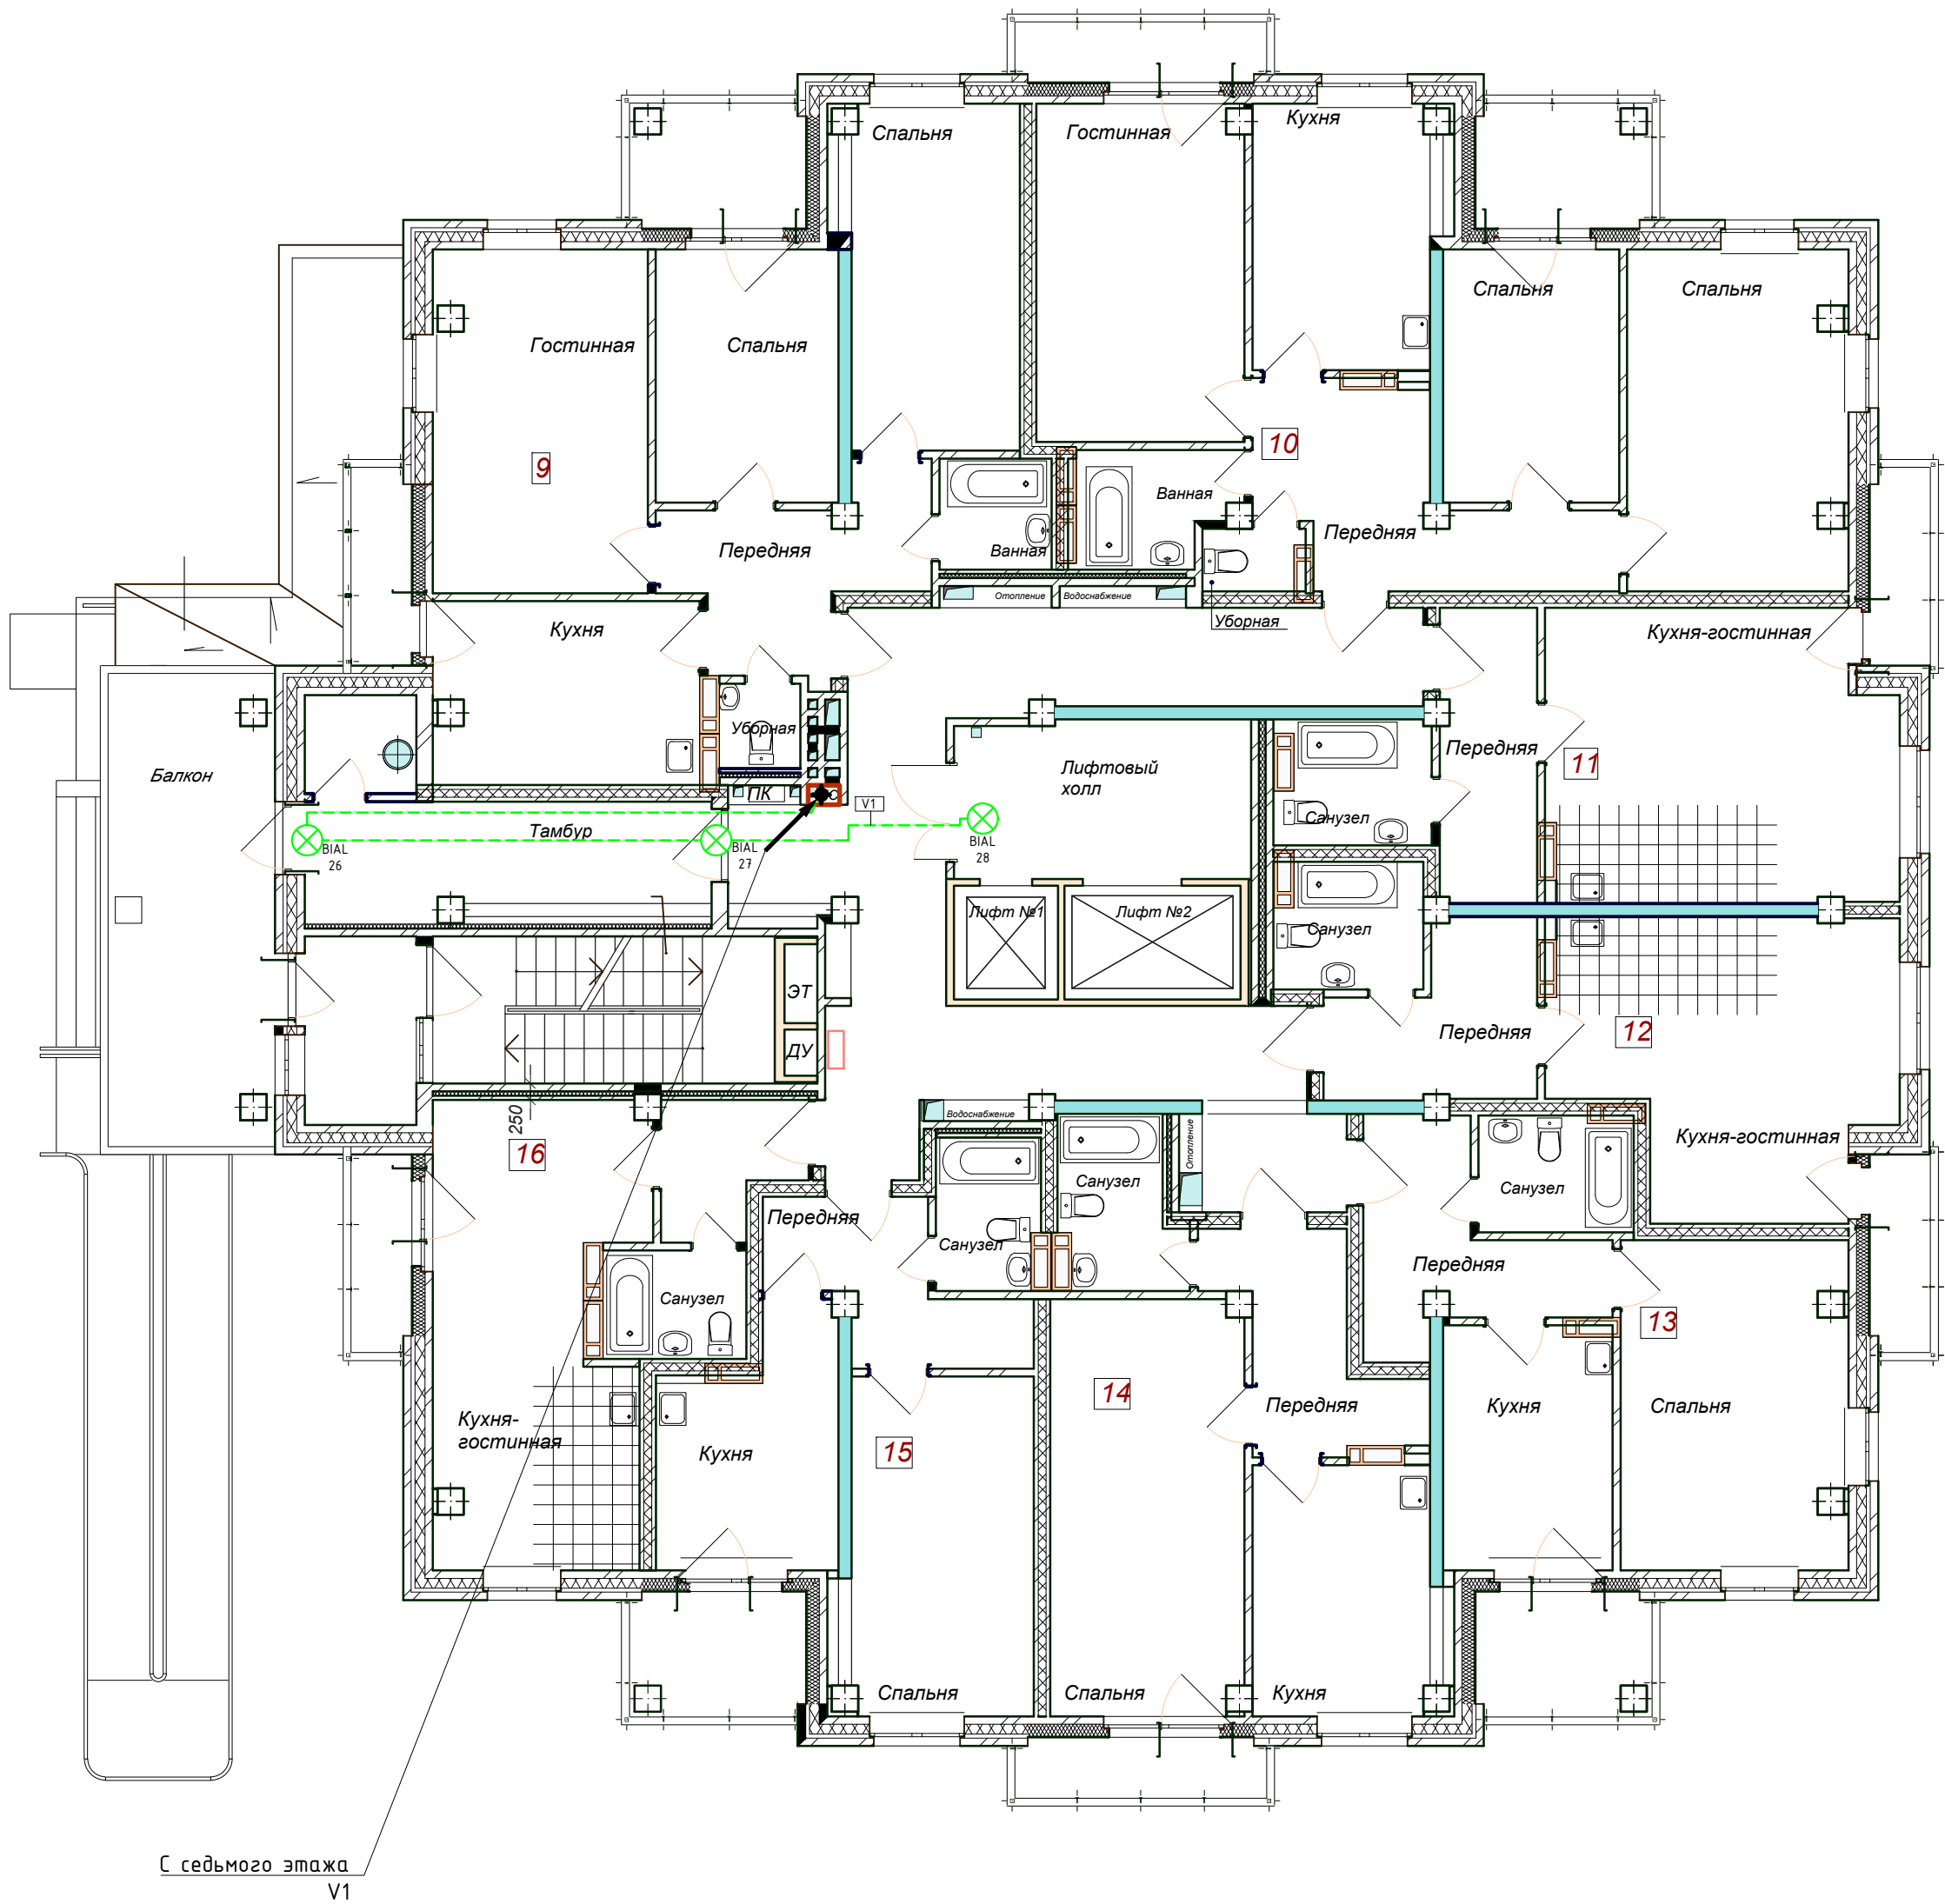 Спальня
Гостинная
Кухня
Спальня
Спальня
Гостинная
Спальня
10
9
Ванная
Передняя
Ванная
Передняя
Отопление
Водоснабжение
Уборная
Кухня
Кухня-гостинная
Уборная
Передняя
11
Балкон
Лифтовый
холл
ПК
С
V1
Санузел
Тамбур
BIAL
26
BIAL
27
BIAL
28
Лифт №1
Лифт №2
Санузел
ЭТ
12
Передняя
ДУ
250
Водоснабжение
Отопление
16
Кухня-гостинная
Санузел
Санузел
Передняя
Санузел
Передняя
Санузел
13
14
Передняя
Кухня
Спальня
Кухня-
гостинная
15
Кухня
Спальня
Спальня
Кухня
С седьмого этажа
V1